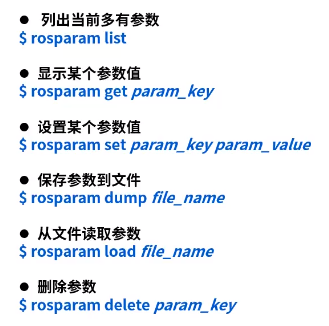 ● 列出当前多有参数
$ rosparam list
● 显示某个参数值
$ rosparam get param_key
● 设置某个参数值
$ rosparam set param_key param_value
● 保存参数到文件
$ rosparam dump file_name
● 从文件读取参数
$ rosparam load file_name
● 删除参数
$ rosparam delete param_key